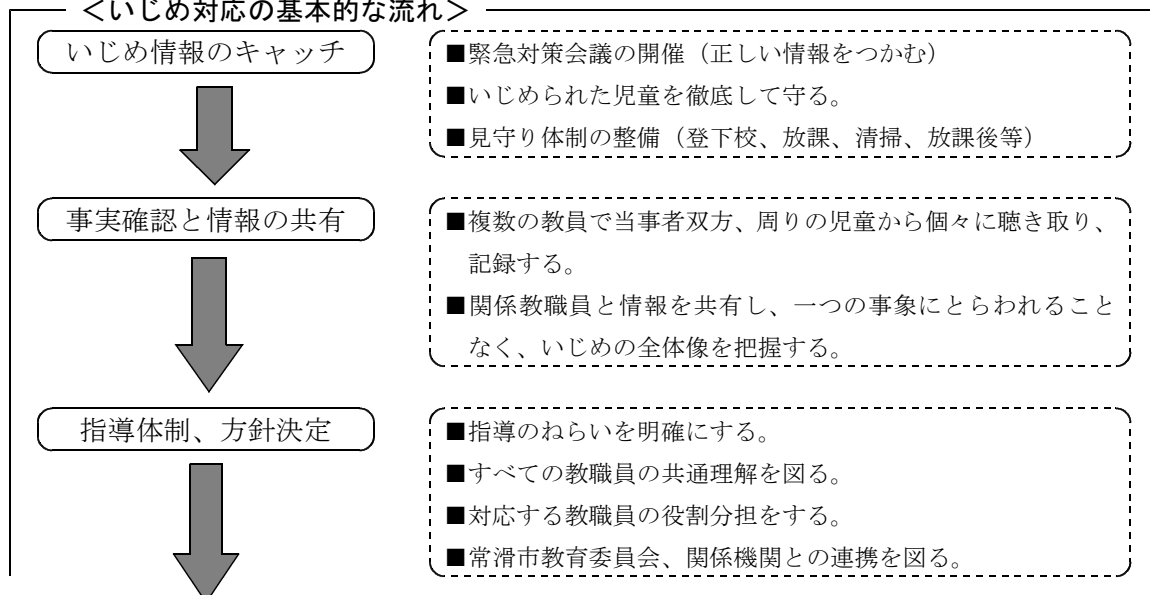 ＜いじめ対応の基本的な流れ＞
いじめ情報のキャッチ
■緊急対策会議の開催（正しい情報をつかむ）
■いじめられた児童を徹底して守る。
■見守り体制の整備（登下校、放課、清掃、放課後等）
事実確認と情報の共有
■複数の教員で当事者双方、周りの児童から個々に聴き取り、
記録する。
■関係教職員と情報を共有し、一つの事象にとらわれること
なく、いじめの全体像を把握する。
指導体制、方針決定
■指導のねらいを明確にする。
■すべての教職員の共通理解を図る。
■対応する教職員の役割分担をする。
■常滑市教育委員会、関係機関との連携を図る。